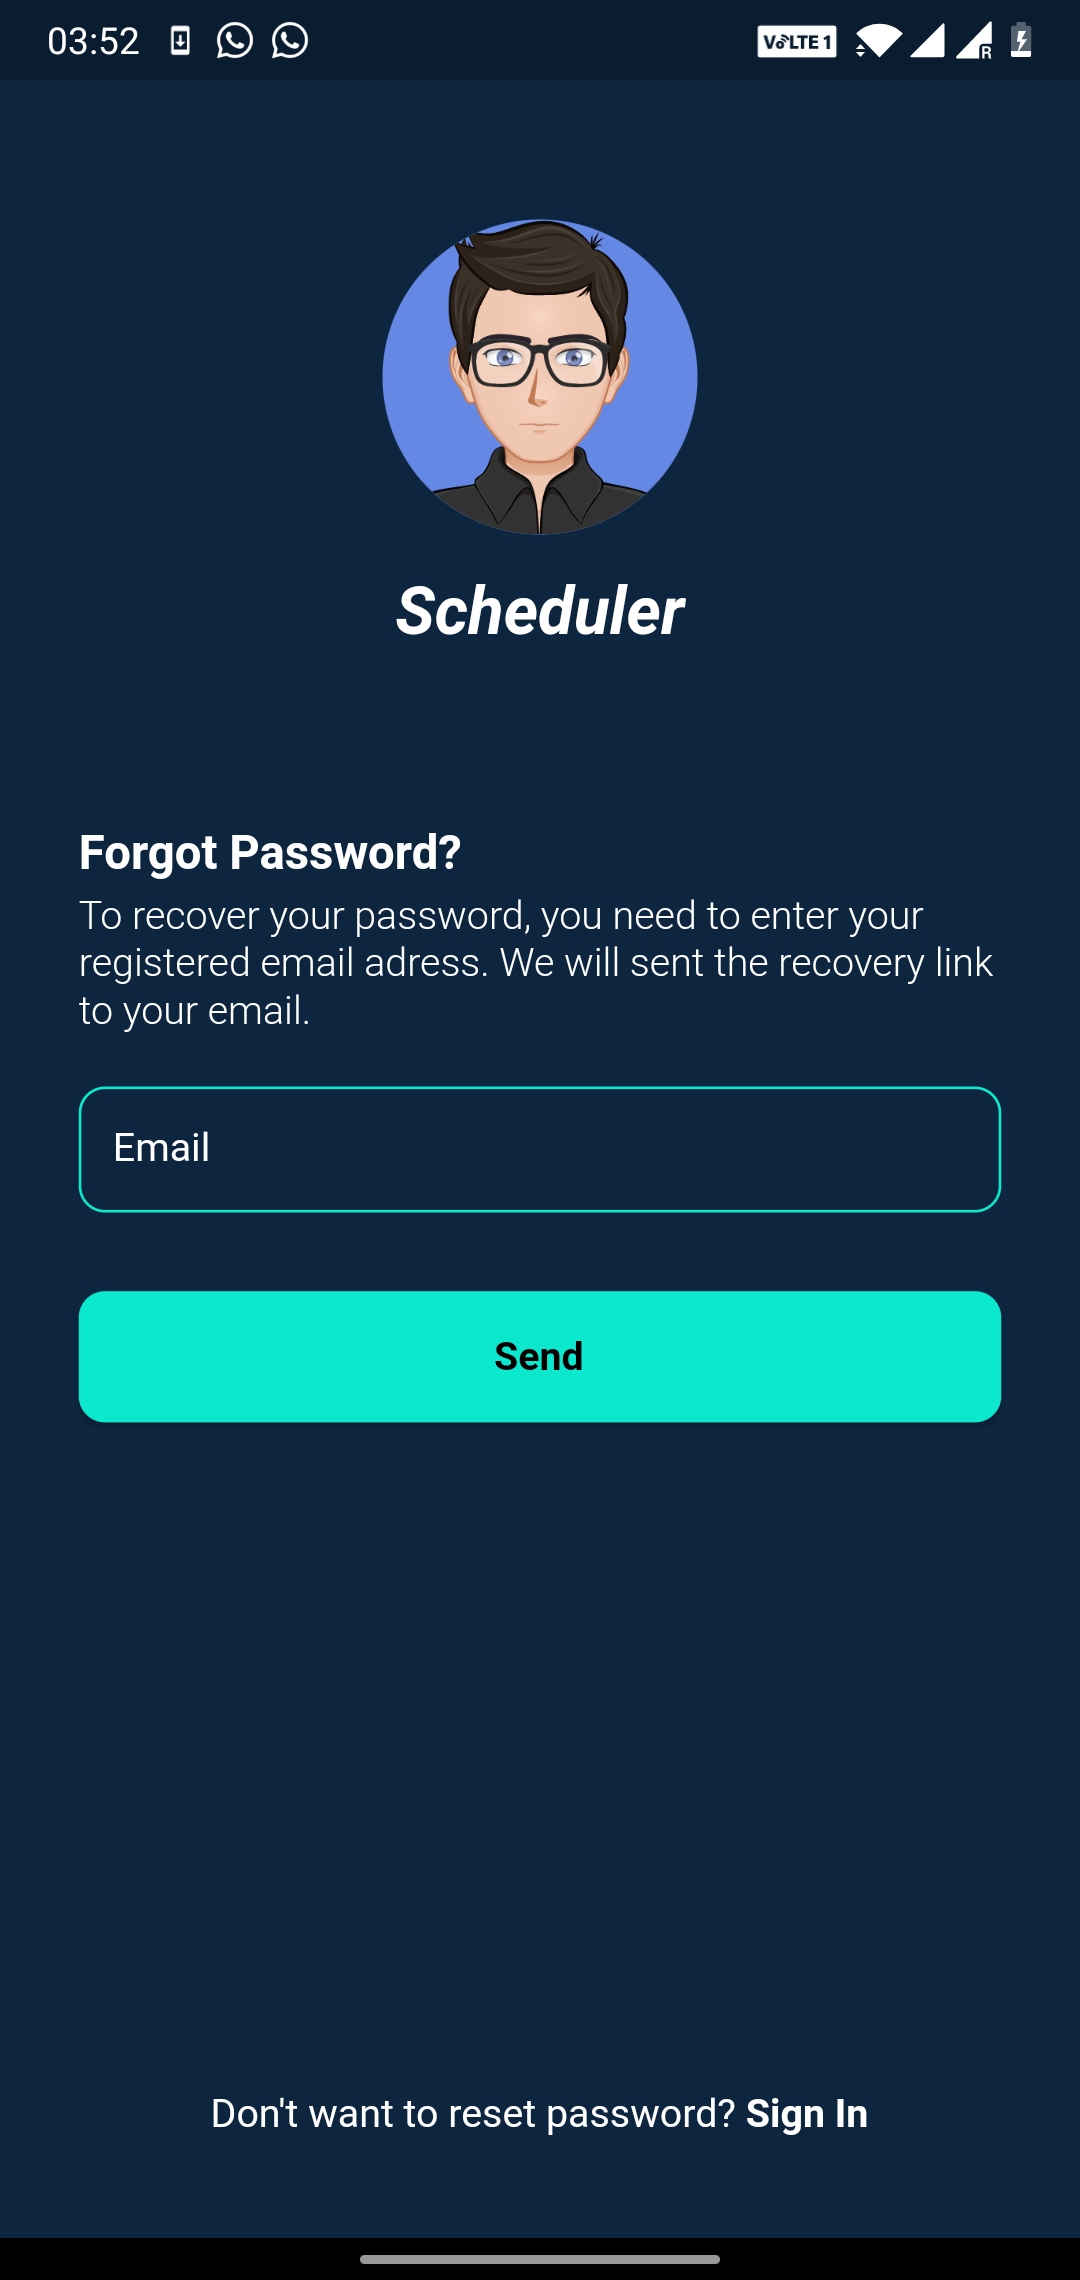 03:52
VoLTE 1
R
Scheduler
Forgot Password?
To recover your password, you need to enter your
registered email adress. We will sent the recovery link
to your email.
Email
Send
Don't want to reset password? Sign In